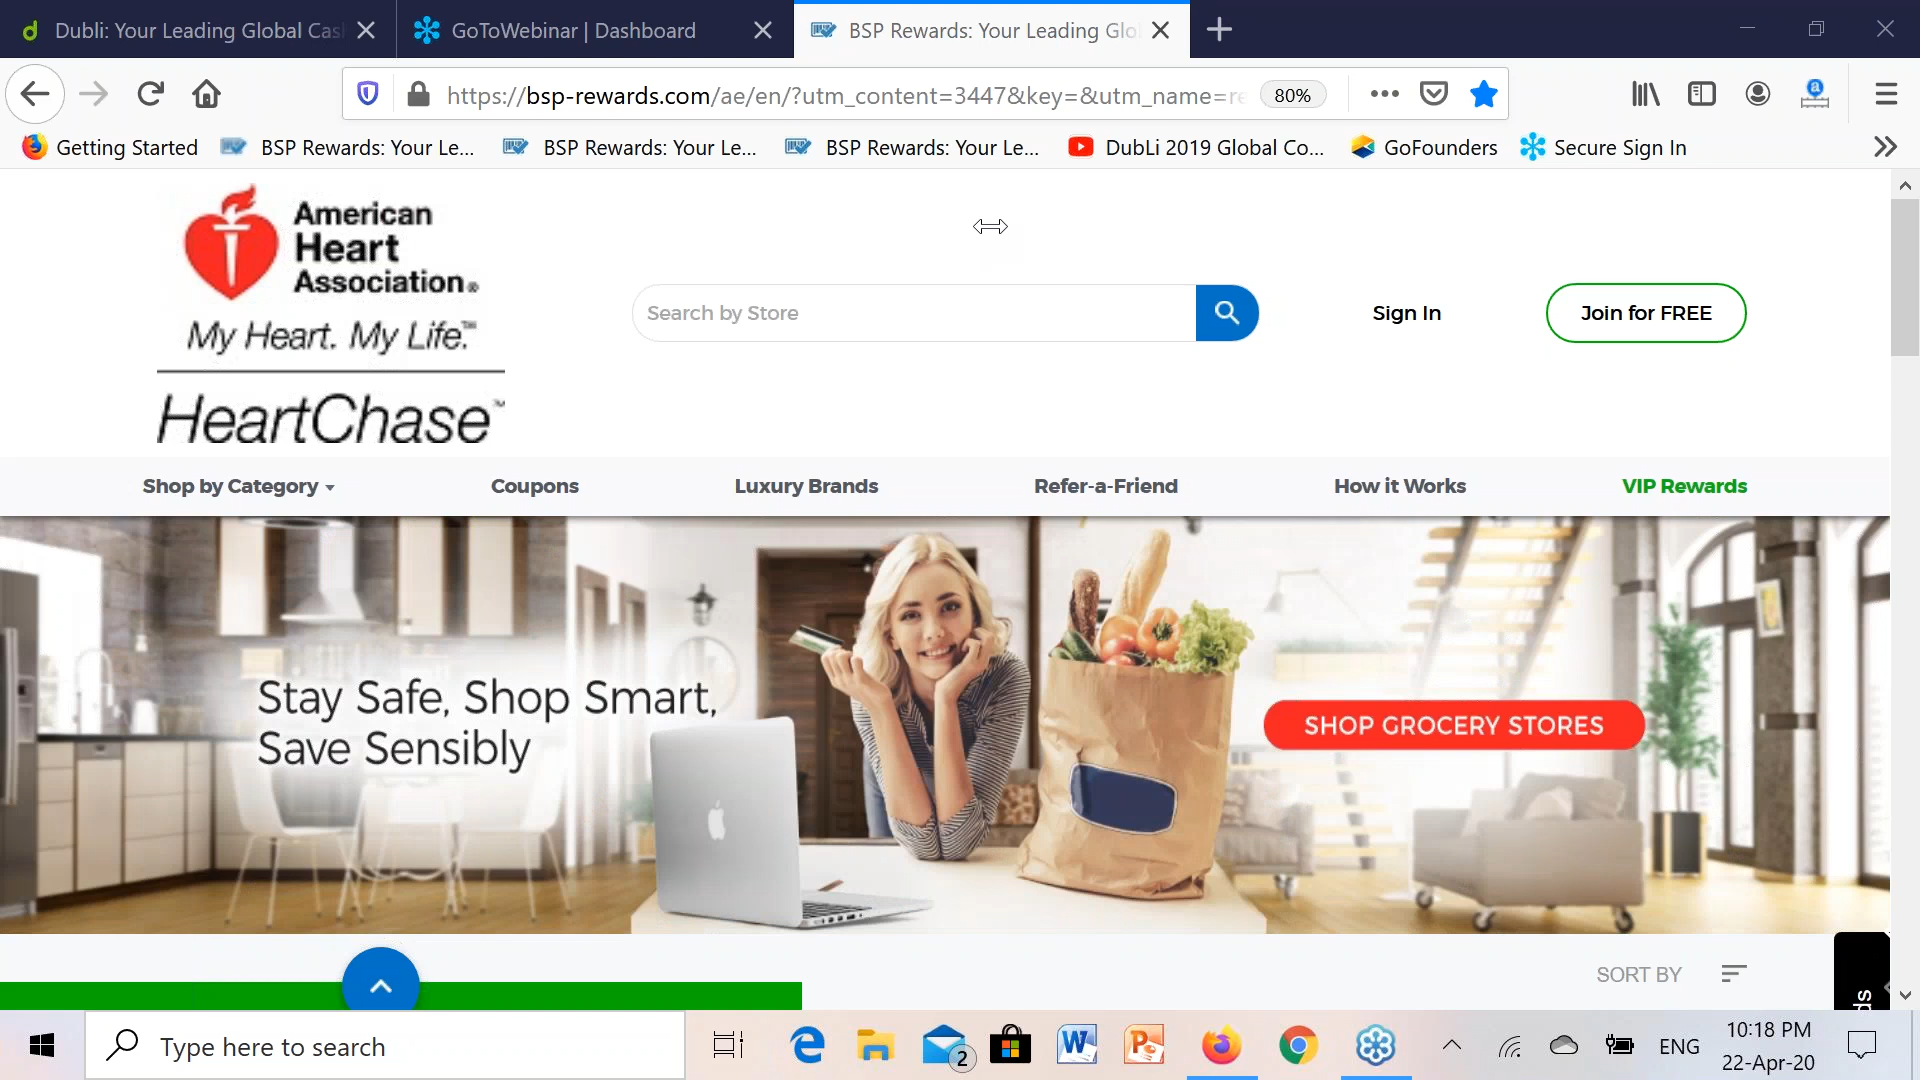 Dubli: Your Leading Global Cas
GoToWebinar | Dashboard
BSP Rewards: Your Leading Glo
https://bsp-rewards.com/ae/en/?utm_content=3447&key=&utm_name=re
80%
Getting Started
BSP Rewards: Your Le...
BSP Rewards: Your Le...
BSP Rewards: Your Le...
DubLi 2019 Global Co...
GoFounders
Secure Sign In
American
Heart
Association®
My Heart. My Life.™
HeartChase™
Search by Store
Sign In
Join for FREE
Shop by Category
Coupons
Luxury Brands
Refer-a-Friend
How it Works
VIP Rewards
Stay Safe, Shop Smart,
Save Sensibly
SHOP GROCERY STORES
SORT BY
Type here to search
2
ENG
10:18 PM
22-Apr-20